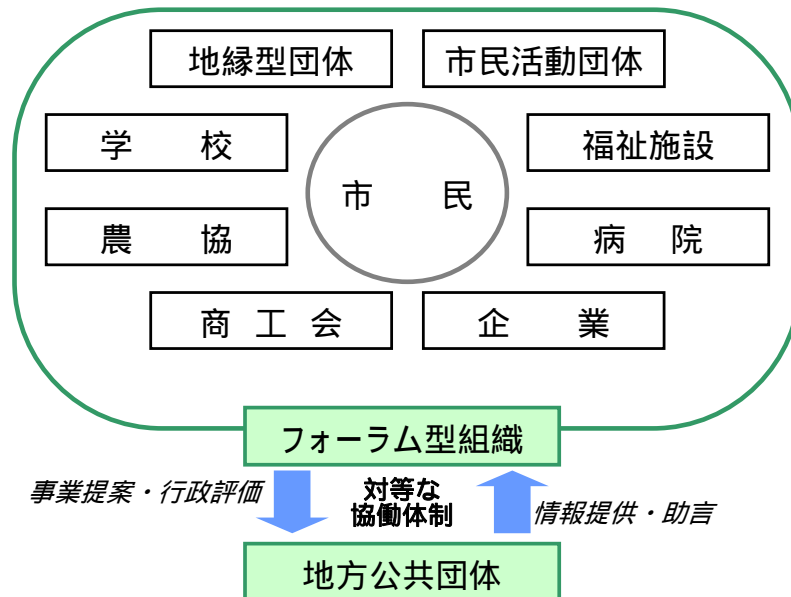 地縁型団体
市民活動団体
学　校
福祉施設
市　民
農　協
病　院
商 工 会
企　業
フォーラム型組織
事業提案・行政評価
対等な
協働体制
情報提供・助言
地方公共団体